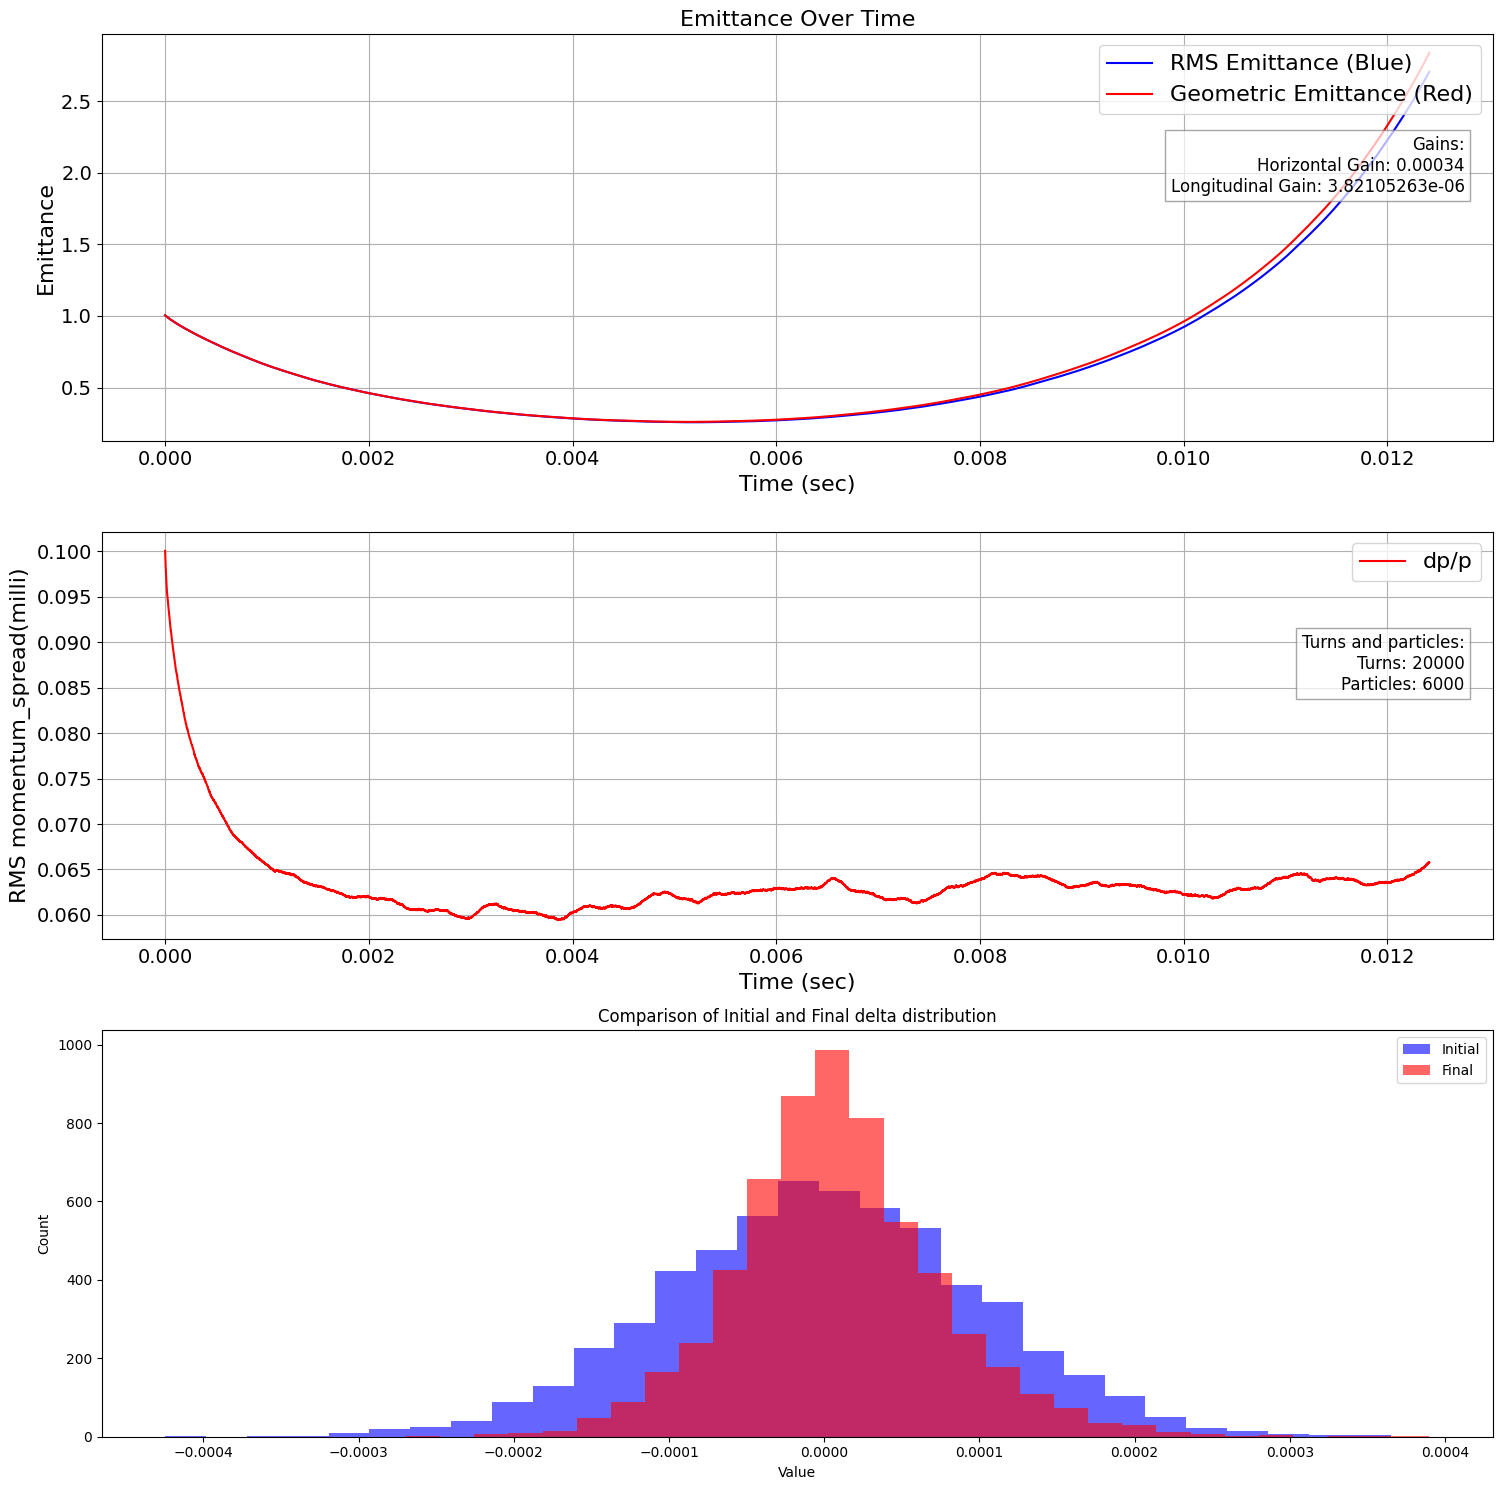 Emittance Over Time
RMS Emittance (Blue)
Geometric Emittance (Red)
Gains:
Horizontal Gain: 0.00034
Longitudinal Gain: 3.82105263e-06
Emittance
2.5
2.0
1.5
1.0
0.5
0.000 0.002 0.004 0.006 0.008 0.010 0.012
Time (sec)
dp/p
Turns and particles:
Turns: 20000
Particles: 6000
RMS momentum_spread(milli)
0.100
0.095
0.090
0.085
0.080
0.075
0.070
0.065
0.060
0.000 0.002 0.004 0.006 0.008 0.010 0.012
Time (sec)
Comparison of Initial and Final delta distribution
Initial
Final
Count
1000
800
600
400
200
0
−0.0004 −0.0003 −0.0002 −0.0001 0.0000 0.0001 0.0002 0.0003 0.0004
Value